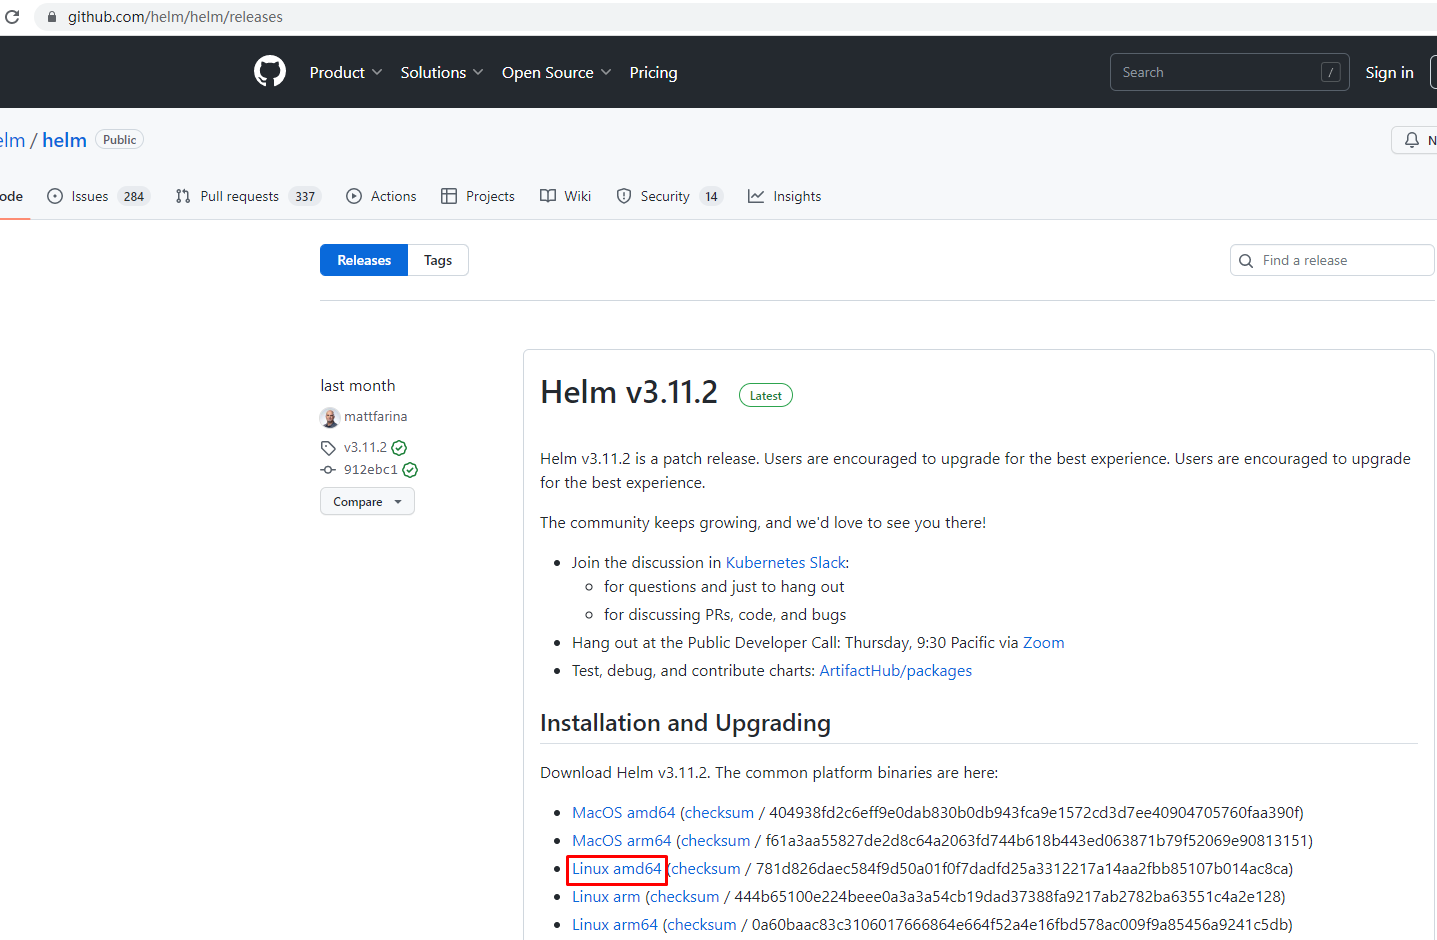 github.com/helm/helm/releases
Product Solutions Open Source Pricing Search / Sign in
elm / helm Public N
ode Issues 284 Pull requests 337 Actions Projects Wiki Security 14 Insights
Releases Tags Find a release
last month
mattfarina
v3.11.2
912ebc1
Compare
Helm v3.11.2 Latest
Helm v3.11.2 is a patch release. Users are encouraged to upgrade for the best experience. Users are encouraged to upgrade
for the best experience.
The community keeps growing, and we'd love to see you there!
Join the discussion in Kubernetes Slack:
for questions and just to hang out
for discussing PRs, code, and bugs
Hang out at the Public Developer Call: Thursday, 9:30 Pacific via Zoom
Test, debug, and contribute charts: ArtifactHub/packages
Installation and Upgrading
Download Helm v3.11.2. The common platform binaries are here:
MacOS amd64 (checksum / 404938fd2c6eff9e0dab830b0db943fca9e1572cd3d7ee40904705760faa390f)
MacOS arm64 (checksum / f61a3aa55827de2d8c64a2063fd744b618b443ed063871b79f52069e90813151)
Linux amd64 (checksum / 781d826daec584f9d50a01f0f7dadfd25a3312217a14aa2fbb85107b014ac8ca)
Linux arm (checksum / 444b65100e224beee0a3a3a54cb19dad37388fa9217ab2782ba63551c4a2e128)
Linux arm64 (checksum / 0a60baac83c3106017666864e664f52a4e16fbd578ac009f9a85456a9241c5db)